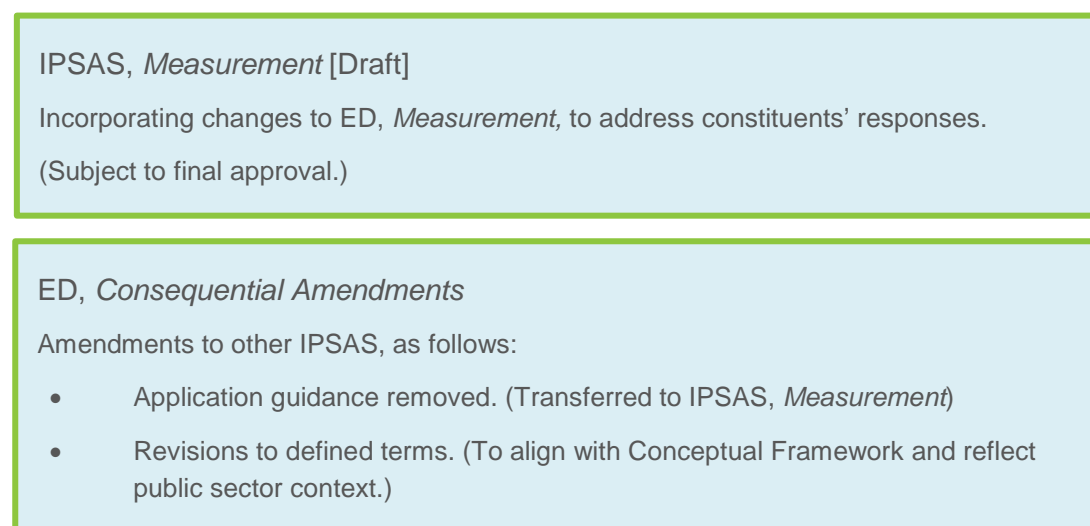 IPSAS, Measurement [Draft]
Incorporating changes to ED, Measurement, to address constituents’ responses.
(Subject to final approval.)
ED, Consequential Amendments
Amendments to other IPSAS, as follows:
• Application guidance removed. (Transferred to IPSAS, Measurement)
• Revisions to defined terms. (To align with Conceptual Framework and reflect
public sector context.)